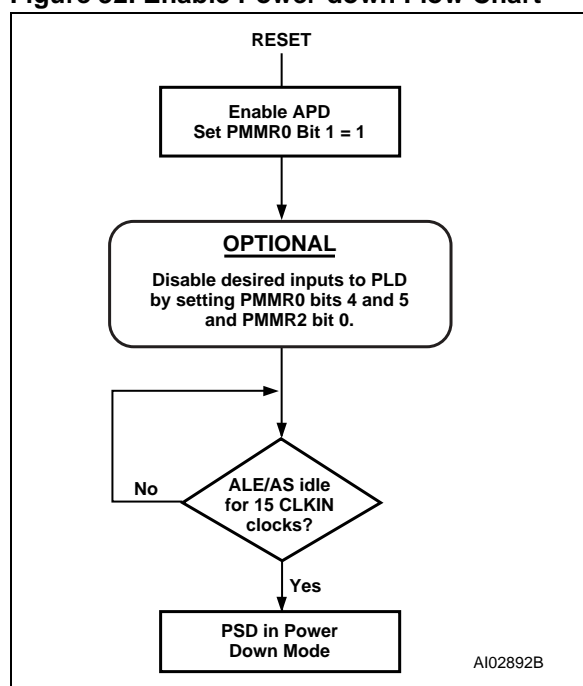 Figure Enable Power-down Flow Chart
RESET
Enable APD
Set PMMR0 Bit 1 = 1
OPTIONAL
Disable desired inputs to PLD
by setting PMMR0 bits 4 and 5
and PMMR2 bit 0.
No
ALE/AS idle
for 15 CLKIN
clocks?
Yes
PSD in Power
Down Mode
AI02892B